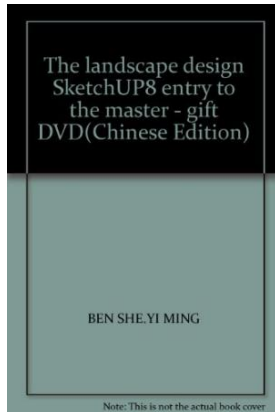 The landscape design
SketchUP8 entry to
the master - gift
DVD(Chinese Edition)
BEN SHE.YI MING
Note: This is not the actual book cover